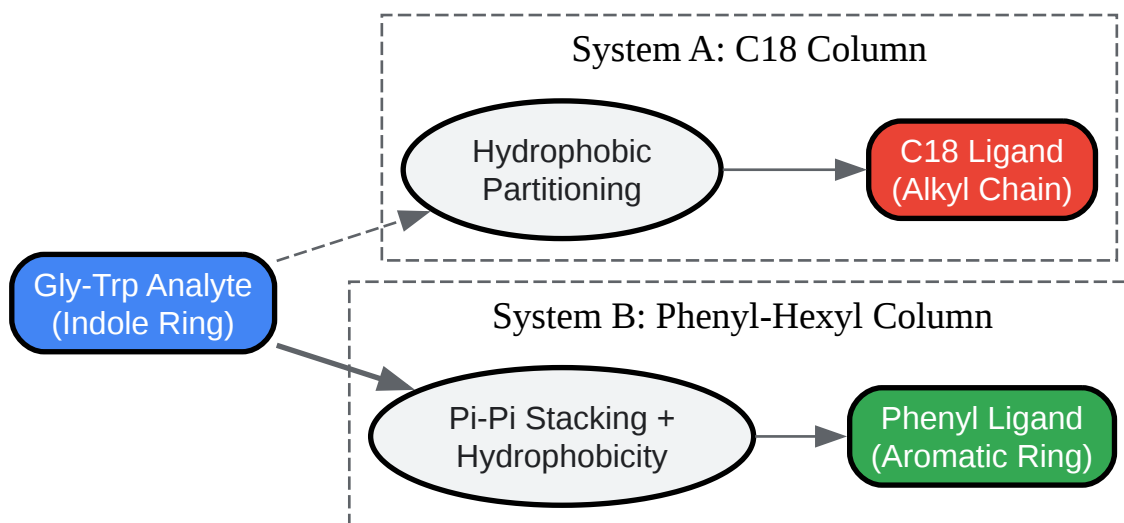 System A: C18 Column
Hydrophobic
Partitioning
C18 Ligand
(Alkyl Chain)
Gly-Trp Analyte
(Indole Ring)
System B: Phenyl-Hexyl Column
Pi-Pi Stacking +
Hydrophobicity
Phenyl Ligand
(Aromatic Ring)